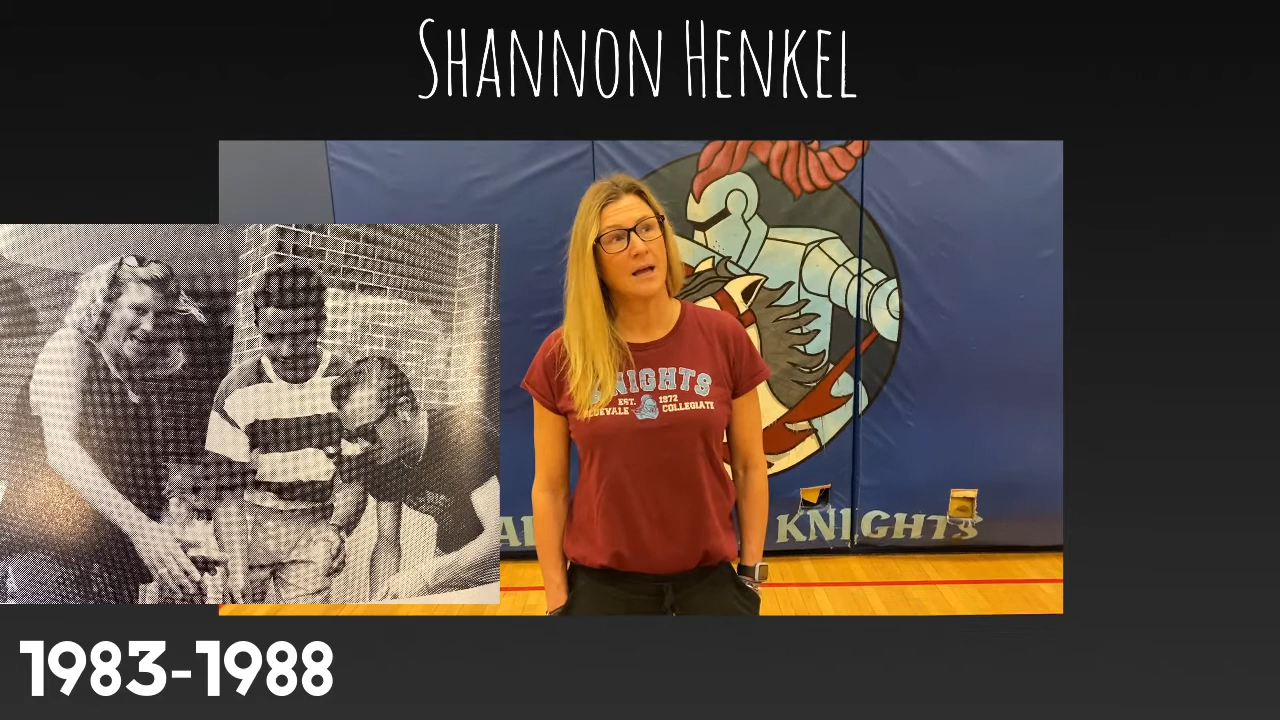 SHANNON HENKEL
KNIGHTS
EST. 1972
COLLEGIATE
KNIGHTS
1983-1988